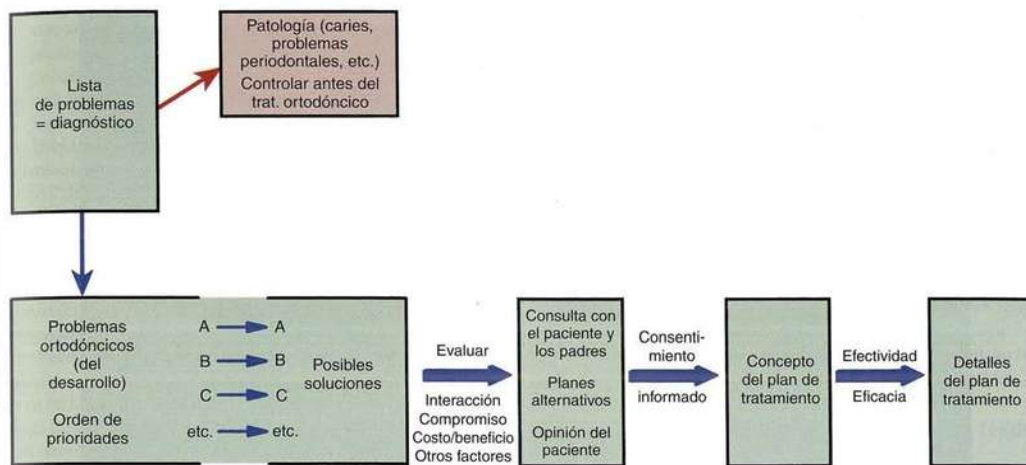 Lista
de problemas
= diagnóstico
Patología (caries,
problemas
periodontales, etc.)
Controlar antes del
trat. ortodóncico
Problemas
ortodóncicos
(del
desarrollo)
Orden de
prioridades
A A
B B
C C
etc. etc.
Posibles
soluciones
Evaluar
Interacción
Compromiso
Costo/beneficio
Otros factores
Consulta con
el paciente y
los padres
Planes
alternativos
Opinión del
paciente
Consenti-
miento
informado
Concepto
del plan de
tratamiento
Efectividad
Eficacia
Detalles
del plan de
tratamiento